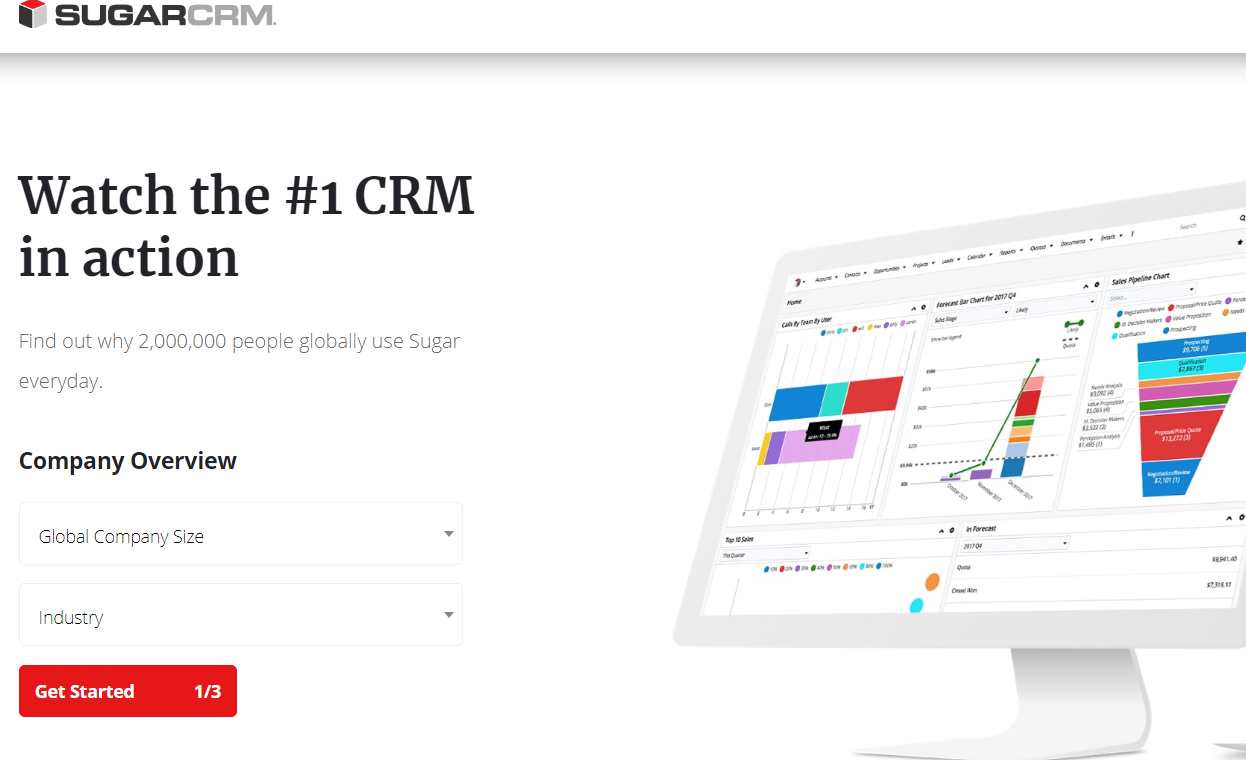 SUGARCRM.
Watch the #1 CRM
in action
Find out why 2,000,000 people globally use Sugar
everyday.
Company Overview
Global Company Size
Industry
Get Started 1/3
Accounts Contacts Opportunities Projects Leads Calendar Reports Quotes Documents Emails
Search
Home
Calls By Team By User
Forecast Bar Chart for 2017 Q4
Sales Stage
Likely
Show bar legend
Likely
Quota
October 2017
November 2017
December 2017
Sales Pipeline Chart
Select...
Negotiation/Review Proposal/Price Quote
Id. Decision Makers Value Proposition
Qualification Prospecting
Prospecting
$9,706 (5)
Qualification
$7,867 (3)
Needs Analysis
$3,092 (4)
Value Proposition
$5,066 (4)
Id. Decision Makers
$3,522 (2)
Perception Analysis
$1,485 (1)
Proposal/Price Quote
$13,272 (3)
Negotiation/Review
$7,101 (1)
Top 10 Sales
This Quarter
In Forecast
2017 Q4
Quota
$8,941.40
Closed Won
$7,319.11